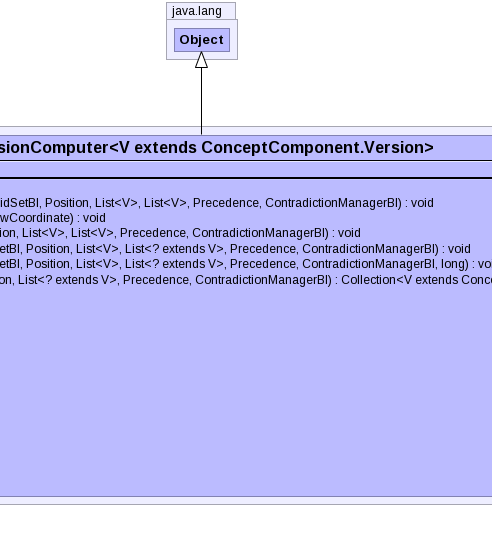 java.lang
Object
sionComputer<V extends ConceptComponent.Version>
idSetBI, Position, List<V>, List<V>, Precedence, ContradictionManagerBI) : void
wCoordinate) : void
ion, List<V>, List<V>, Precedence, ContradictionManagerBI) : void
etBI, Position, List<V>, List<? extends V>, Precedence, ContradictionManagerBI) : void
etBI, Position, List<V>, List<? extends V>, Precedence, ContradictionManagerBI, long) : vo
on, List<? extends V>, Precedence, ContradictionManagerBI) : Collection<V extends Conce